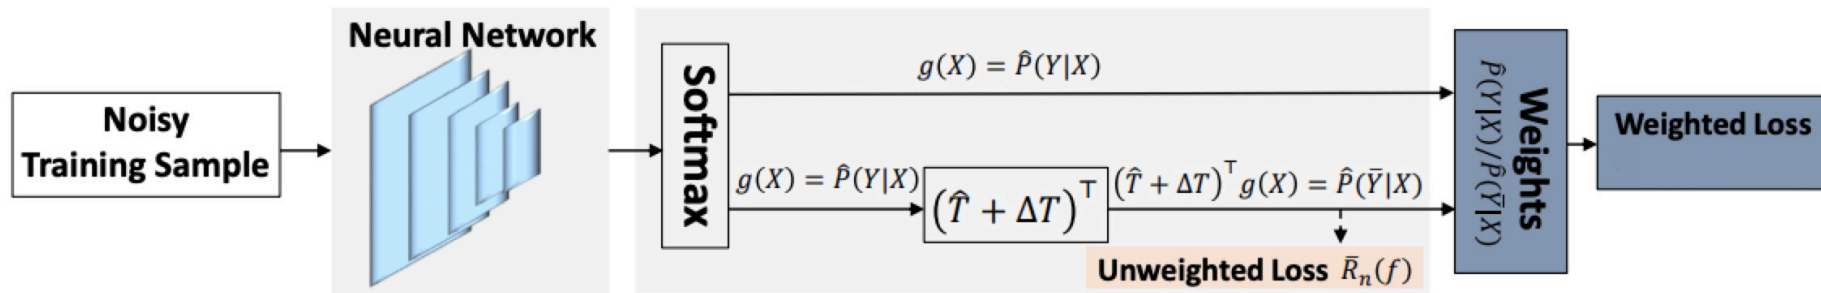 Noisy
Training Sample
Neural Network
Softmax
g(X) = P̂(Y|X)
g(X) = P̂(Y|X)
(T̂ + ΔT)ᵀ
(T̂ + ΔT)ᵀ g(X) = P̂(Ȳ|X)
Unweighted Loss R̄ₙ(f)
Weights
P̂(Y|X)/P̂(Ȳ|X)
Weighted Loss